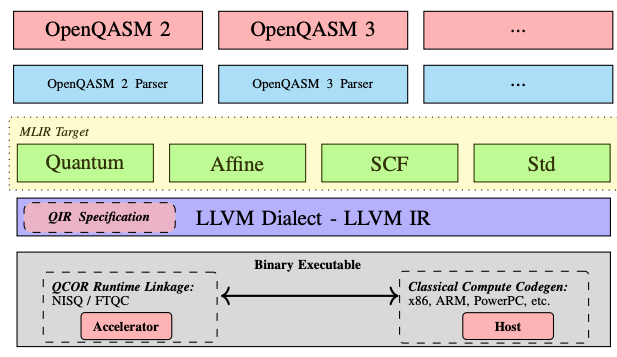 OpenQASM 2
OpenQASM 3
...
OpenQASM 2 Parser
OpenQASM 3 Parser
...
MLIR Target
Quantum
Affine
SCF
Std
QIR Specification
LLVM Dialect - LLVM IR
Binary Executable
QCOR Runtime Linkage:
NISQ / FTQC
Accelerator
Classical Compute Codegen:
x86, ARM, PowerPC, etc.
Host